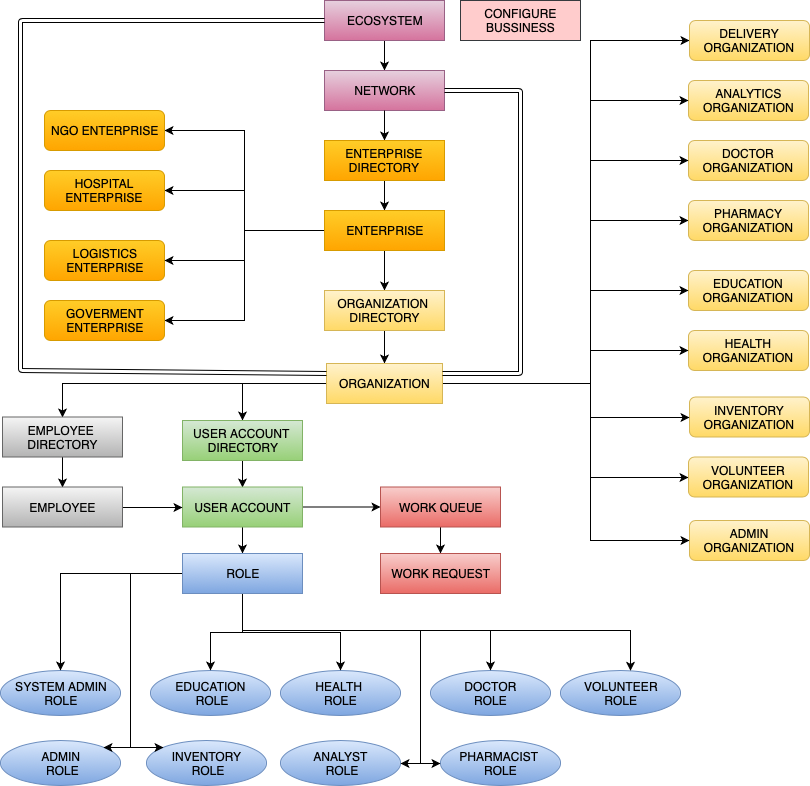 ECOSYSTEM
CONFIGURE
BUSSINESS
DELIVERY
ORGANIZATION
NETWORK
ANALYTICS
ORGANIZATION
NGO ENTERPRISE
ENTERPRISE
DIRECTORY
DOCTOR
ORGANIZATION
HOSPITAL
ENTERPRISE
ENTERPRISE
PHARMACY
ORGANIZATION
LOGISTICS
ENTERPRISE
EDUCATION
ORGANIZATION
GOVERMENT
ENTERPRISE
ORGANIZATION
DIRECTORY
HEALTH
ORGANIZATION
ORGANIZATION
INVENTORY
ORGANIZATION
EMPLOYEE
DIRECTORY
USER ACCOUNT
DIRECTORY
VOLUNTEER
ORGANIZATION
EMPLOYEE
USER ACCOUNT
WORK QUEUE
ADMIN
ORGANIZATION
ROLE
WORK REQUEST
SYSTEM ADMIN
ROLE
EDUCATION
ROLE
HEALTH
ROLE
DOCTOR
ROLE
VOLUNTEER
ROLE
ADMIN
ROLE
INVENTORY
ROLE
ANALYST
ROLE
PHARMACIST
ROLE